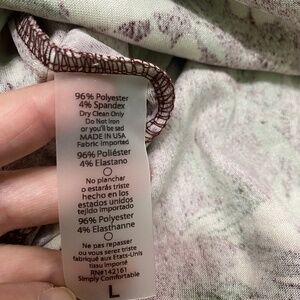 96% Polyester
4% Spandex
Dry Clean Only
Do Not Iron
or you'll be sad
MADE IN USA
Fabric imported
96% Poliéster
4% Elastano
No planchar
o estarás triste
hecho en los
estados unidos
tejido importado
96% Polyester
4% Elasthanne
Ne pas repasser
ou vous serez triste
fabriqué aux Etats-Unis
tissu importé
RN#142161
Simply Comfortable
L